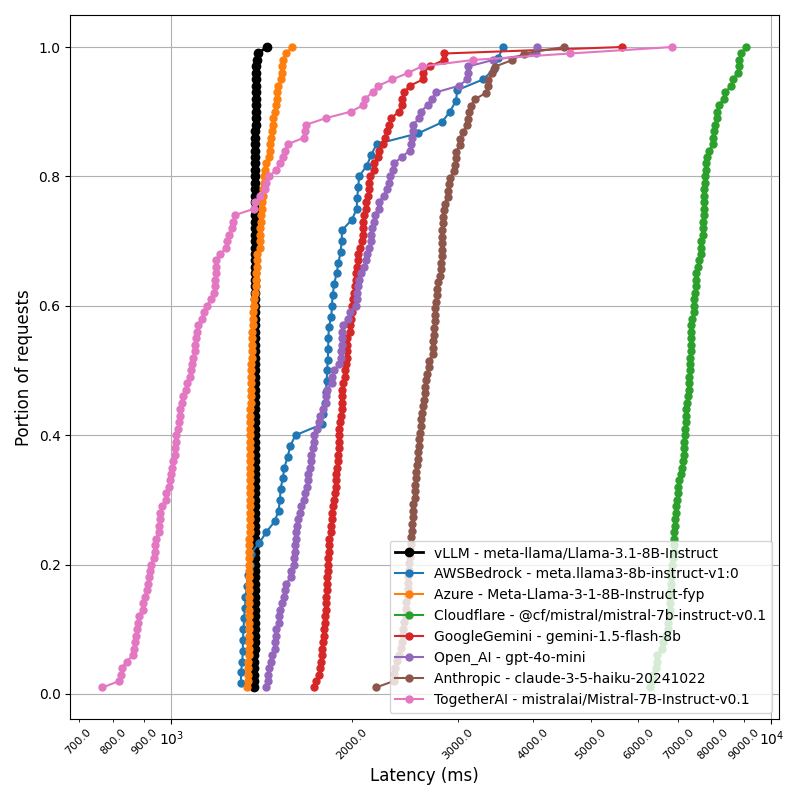 1.0
0.8
0.6
0.4
0.2
0.0
Portion of requests
vLLM - meta-llama/Llama-3.1-8B-Instruct
AWSBedrock - meta.llama3-8b-instruct-v1:0
Azure - Meta-Llama-3-1-8B-Instruct-fyp
Cloudflare - @cf/mistral/mistral-7b-instruct-v0.1
GoogleGemini - gemini-1.5-flash-8b
Open_AI - gpt-4o-mini
Anthropic - claude-3-5-haiku-20241022
TogetherAI - mistralai/Mistral-7B-Instruct-v0.1
700.0 800.0 900.0 10³ 2000.0 3000.0 4000.0 5000.0 6000.0 7000.0 8000.0 9000.0 10⁴
Latency (ms)